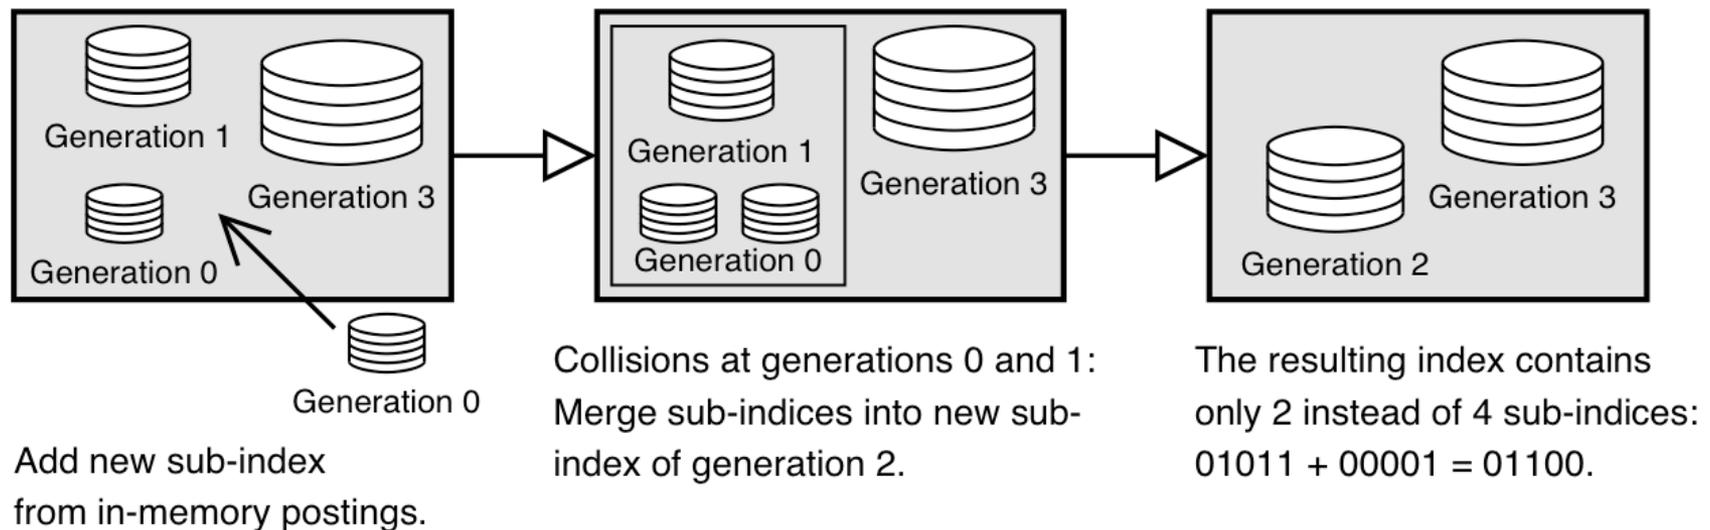 Generation 1
Generation 3
Generation 0
Generation 0
Add new sub-index
from in-memory postings.
Generation 1
Generation 3
Generation 0
Collisions at generations 0 and 1:
Merge sub-indices into new sub-
index of generation 2.
Generation 3
Generation 2
The resulting index contains
only 2 instead of 4 sub-indices:
01011 + 00001 = 01100.